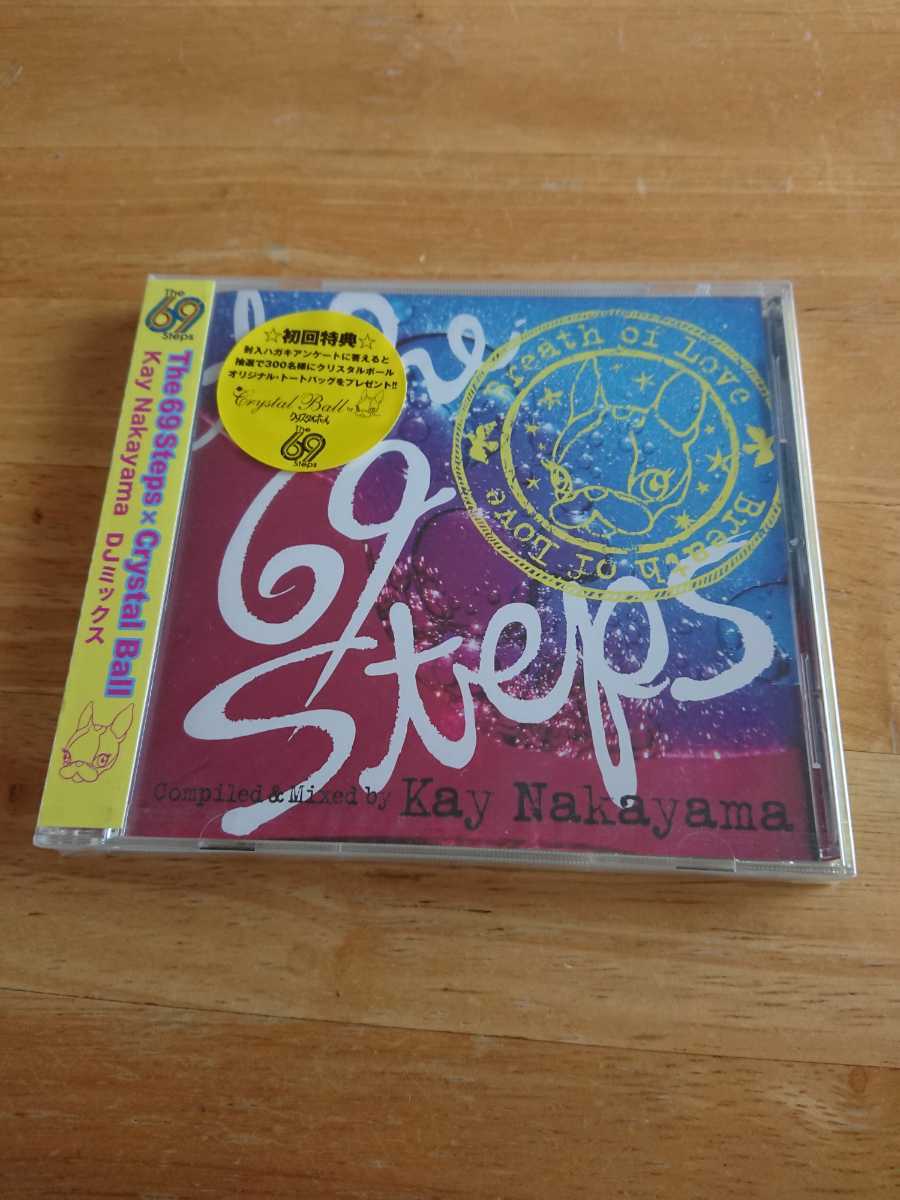 The
69
Steps
The 69 Steps × Crystal Ball
Kay Nakayama DJミックス
☆初回特典☆
封入ハガキアンケートに答えると
抽選で300名様にクリスタルボール
オリジナル・トートバッグをプレゼント!!
Crystal Ball
The
69
Steps
The
69
Steps
Breath of Love
Breath of Love
Compiled & Mixed by Kay Nakayama